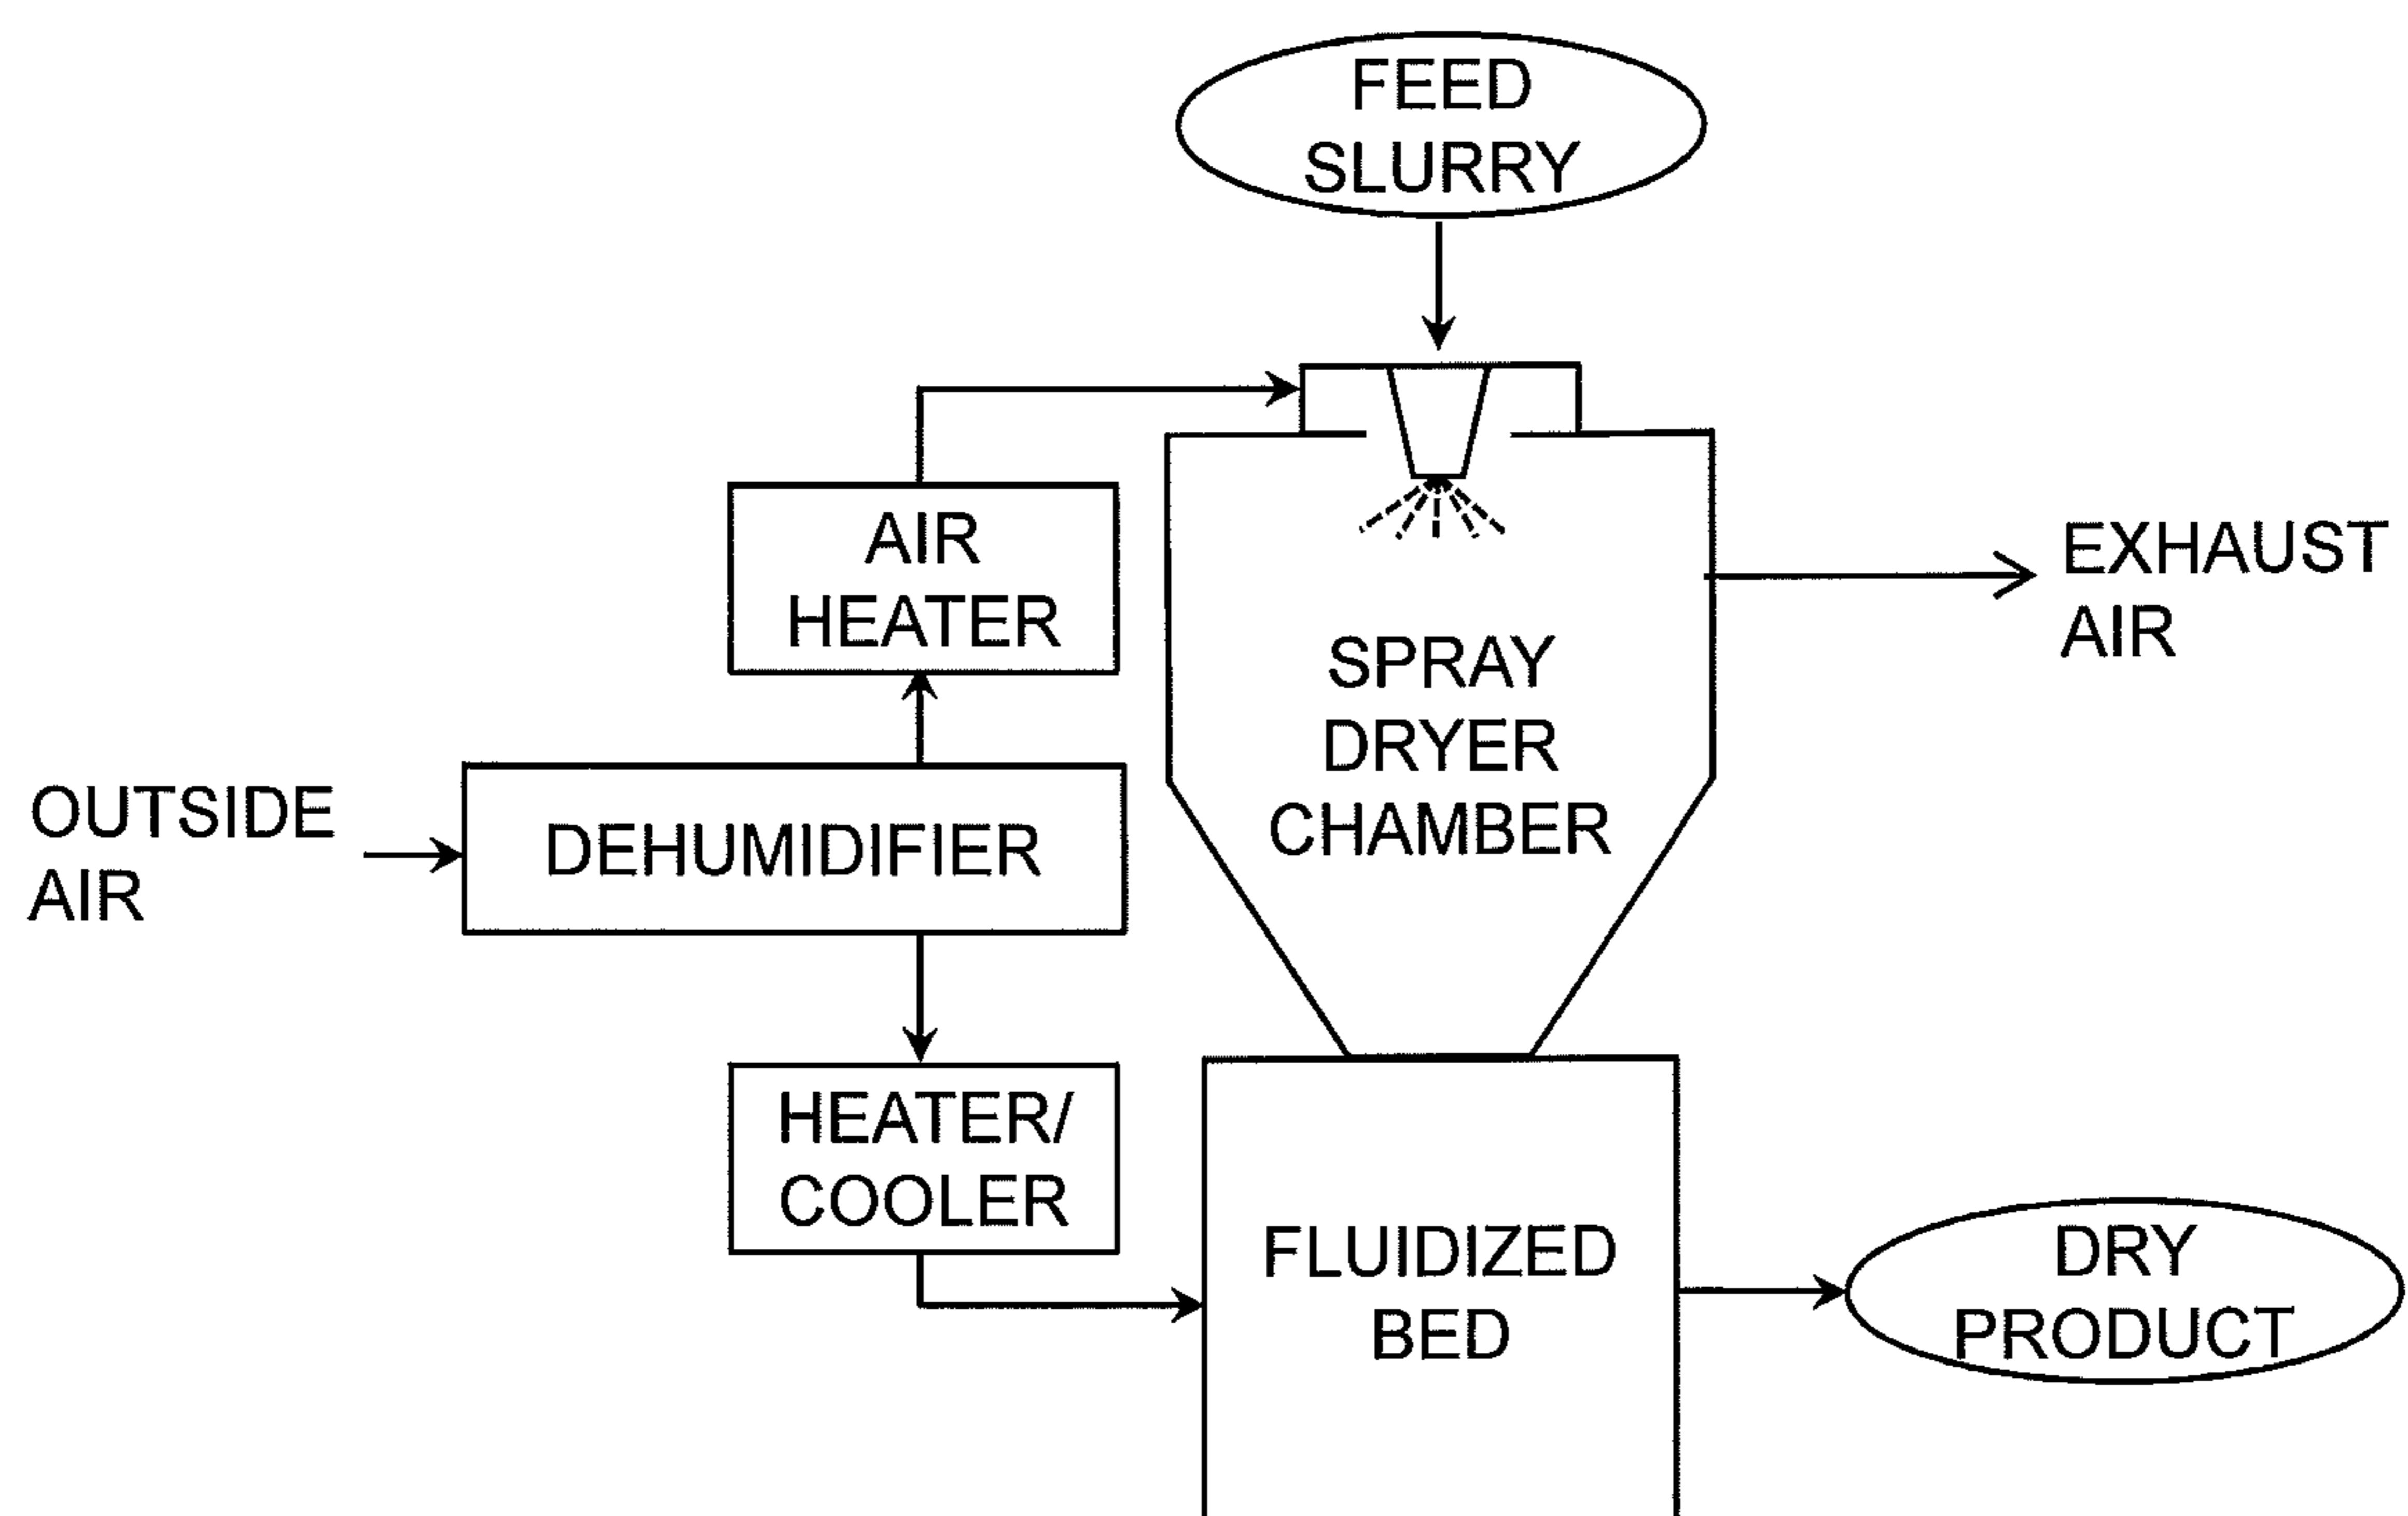 FEED
SLURRY
AIR
HEATER
EXHAUST
AIR
SPRAY
DRYER
CHAMBER
OUTSIDE
AIR
DEHUMIDIFIER
HEATER/
COOLER
FLUIDIZED
BED
DRY
PRODUCT